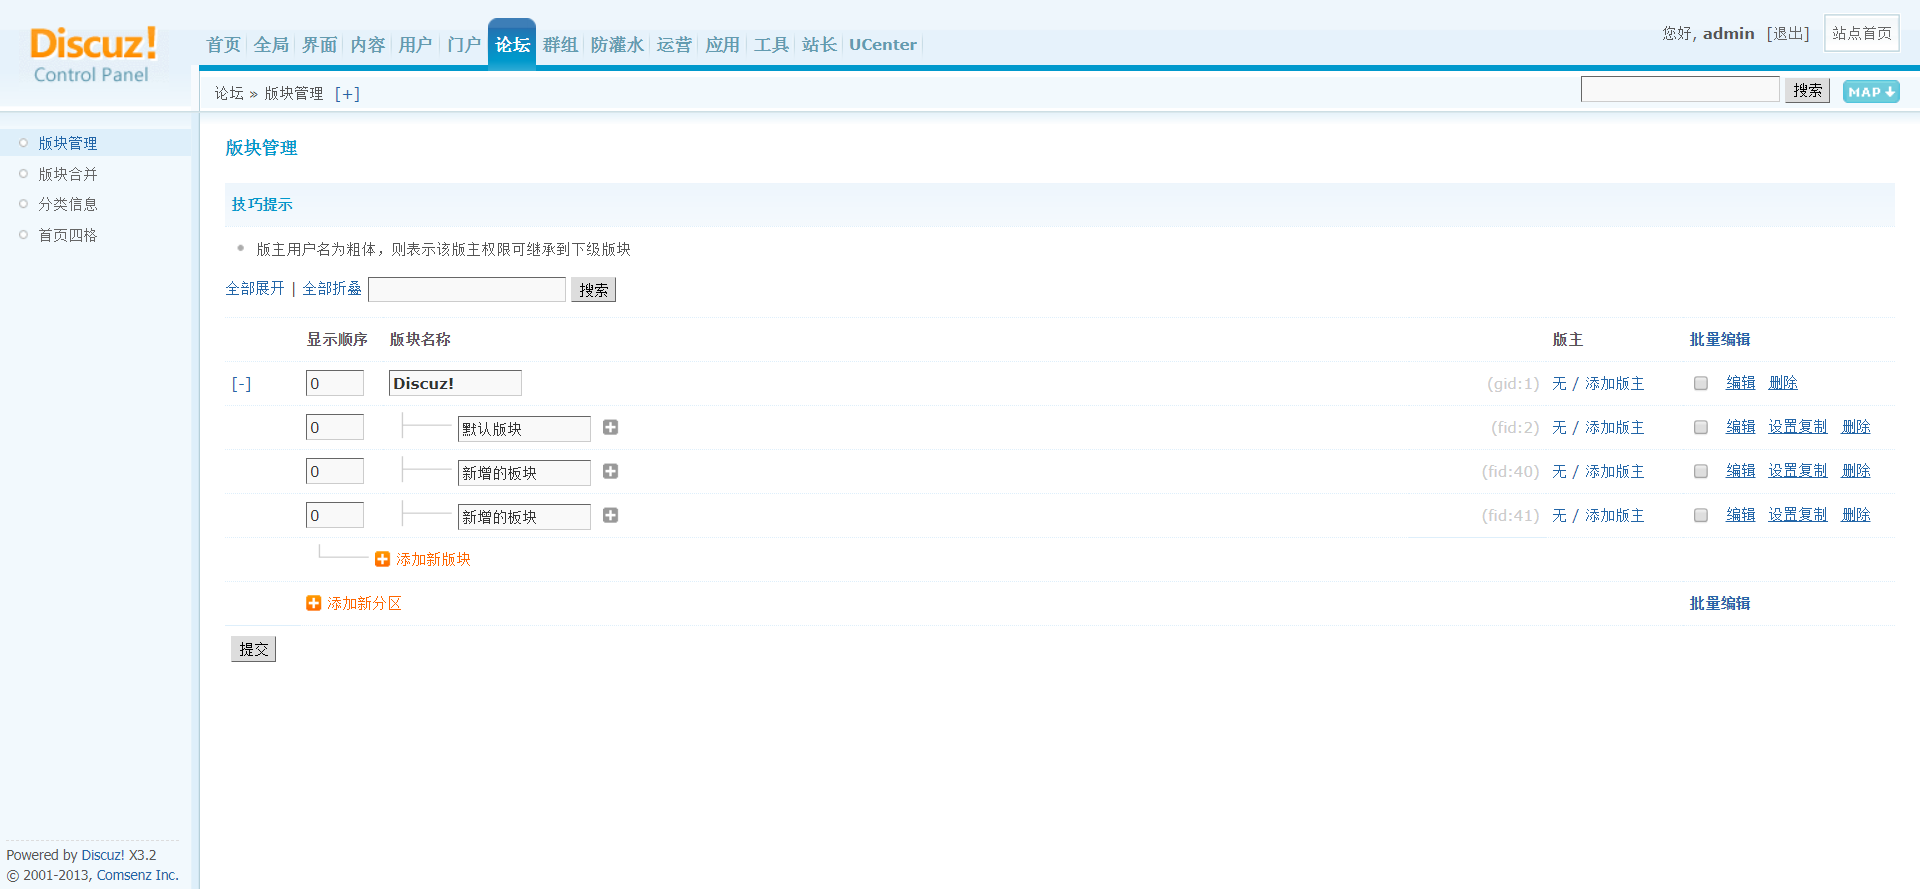 Discuz!
Control Panel
首页 全局 界面 内容 用户 门户 论坛 群组 防灌水 运营 应用 工具 站长 UCenter
您好, admin [退出] 站点首页
论坛 » 版块管理 [+]
搜索 MAP
版块管理
版块合并
分类信息
首页四格
版块管理
技巧提示
版主用户名为粗体，则表示该版主权限可继承到下级版块
全部展开 | 全部折叠 搜索
显示顺序 版块名称 版主 批量编辑
[-] 0 Discuz! (gid:1) 无 / 添加版主 编辑 删除
0 默认版块 (fid:2) 无 / 添加版主 编辑 设置复制 删除
0 新增的板块 (fid:40) 无 / 添加版主 编辑 设置复制 删除
0 新增的板块 (fid:41) 无 / 添加版主 编辑 设置复制 删除
添加新版块
添加新分区 批量编辑
提交
Powered by Discuz! X3.2
© 2001-2013, Comsenz Inc.